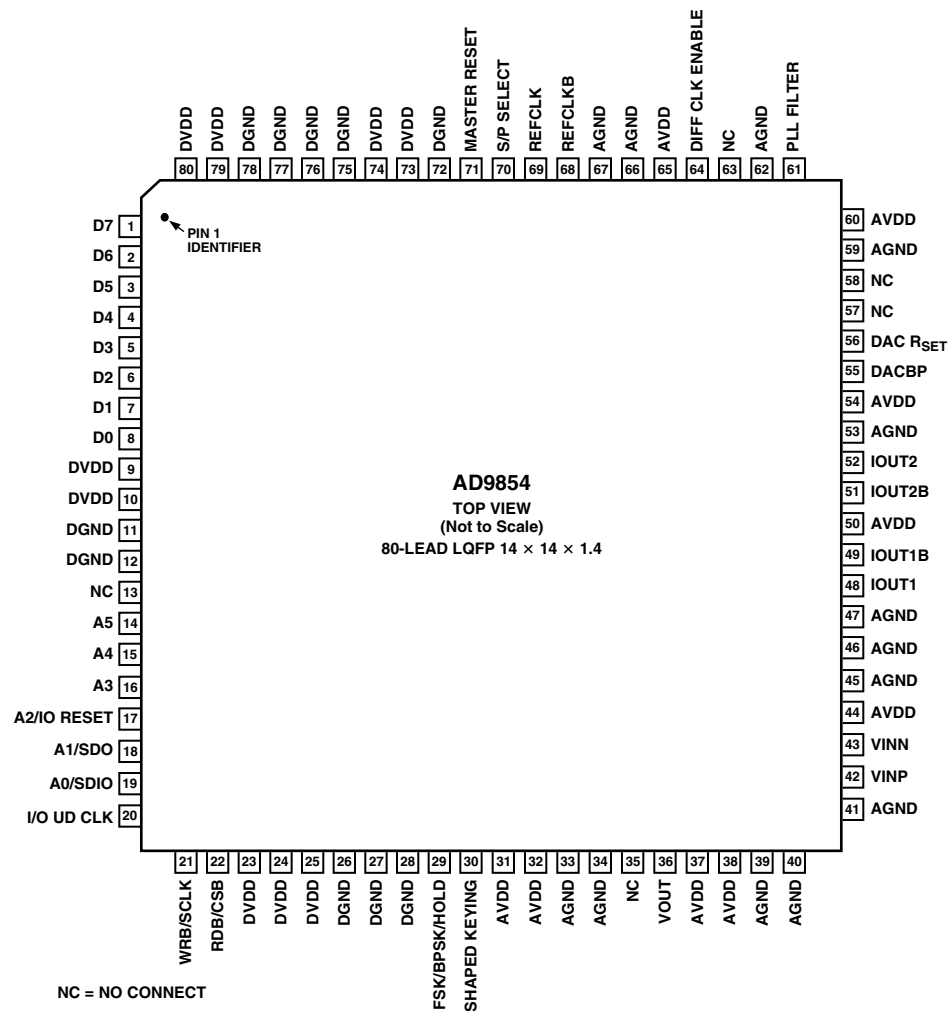 DVDD
DVDD
DGND
DGND
DGND
DGND
DVDD
DVDD
DGND
MASTER RESET
S/P SELECT
REFCLK
REFCLKB
AGND
AGND
AVDD
DIFF CLK ENABLE
NC
AGND
PLL FILTER
80 79 78 77 76 75 74 73 72 71 70 69 68 67 66 65 64 63 62 61
PIN 1
IDENTIFIER
D7 1
D6 2
D5 3
D4 4
D3 5
D2 6
D1 7
D0 8
DVDD 9
DVDD 10
DGND 11
DGND 12
NC 13
A5 14
A4 15
A3 16
A2/IO RESET 17
A1/SDO 18
A0/SDIO 19
I/O UD CLK 20
AD9854
TOP VIEW
(Not to Scale)
80-LEAD LQFP 14 × 14 × 1.4
60 AVDD
59 AGND
58 NC
57 NC
56 DAC RSET
55 DACBP
54 AVDD
53 AGND
52 IOUT2
51 IOUT2B
50 AVDD
49 IOUT1B
48 IOUT1
47 AGND
46 AGND
45 AGND
44 AVDD
43 VINN
42 VINP
41 AGND
21 22 23 24 25 26 27 28 29 30 31 32 33 34 35 36 37 38 39 40
WRB/SCLK
RDB/CSB
DVDD
DVDD
DVDD
DGND
DGND
DGND
FSK/BPSK/HOLD
SHAPED KEYING
AVDD
AVDD
AGND
AGND
NC
VOUT
AVDD
AVDD
AGND
AGND
NC = NO CONNECT